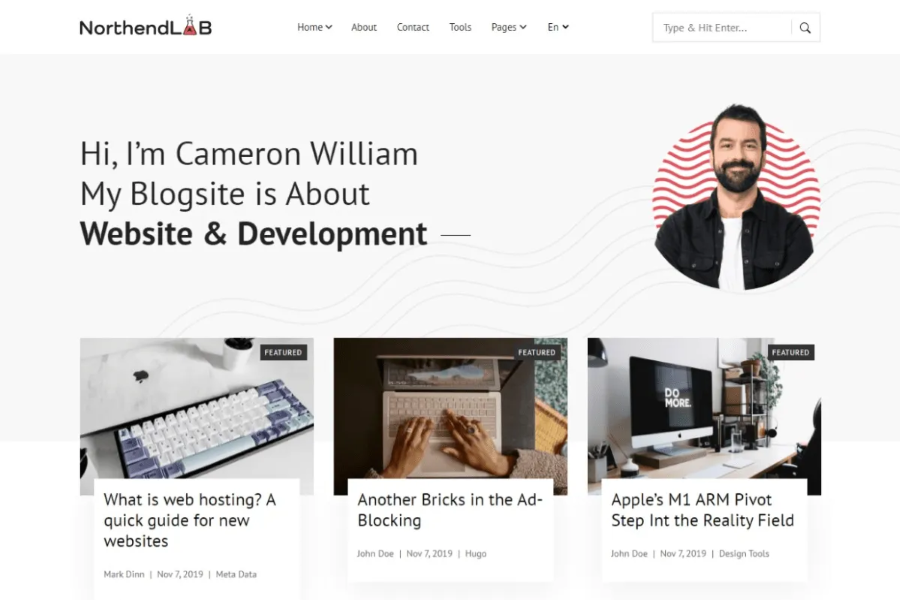 NorthendLAB
Home About Contact Tools Pages En
Type & Hit Enter...
Hi, I'm Cameron William
My Blogsite is About
Website & Development
FEATURED
FEATURED
FEATURED
DO
MORE.
What is web hosting? A
quick guide for new
websites
Mark Dinn | Nov 7, 2019 | Meta Data
Another Bricks in the Ad-
Blocking
John Doe | Nov 7, 2019 | Hugo
Apple's M1 ARM Pivot
Step Int the Reality Field
John Doe | Nov 7, 2019 | Design Tools